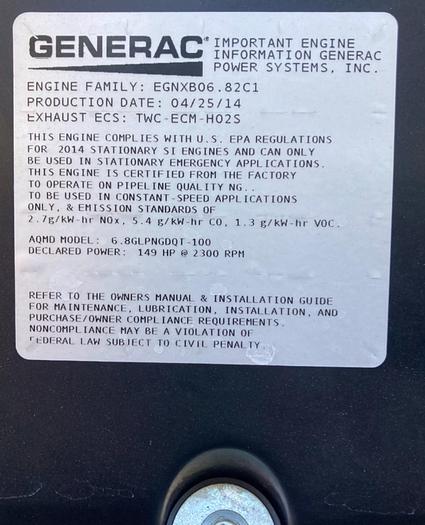 GENERAC® IMPORTANT ENGINE
INFORMATION GENERAC
POWER SYSTEMS, INC.
ENGINE FAMILY: EGNXB06.82C1
PRODUCTION DATE: 04/25/14
EXHAUST ECS: TWC-ECM-HO2S
THIS ENGINE COMPLIES WITH U.S. EPA REGULATIONS
FOR 2014 STATIONARY SI ENGINES AND CAN ONLY
BE USED IN STATIONARY EMERGENCY APPLICATIONS.
THIS ENGINE IS CERTIFIED FROM THE FACTORY
TO OPERATE ON PIPELINE QUALITY NG..
TO BE USED IN CONSTANT-SPEED APPLICATIONS
ONLY, & EMISSION STANDARDS OF
2.7g/kW-hr NOx, 5.4 g/kW-hr CO, 1.3 g/kW-hr VOC.
AQMD MODEL: 6.8GLPNGDQT-100
DECLARED POWER: 149 HP @ 2300 RPM
REFER TO THE OWNERS MANUAL & INSTALLATION GUIDE
FOR MAINTENANCE, LUBRICATION, INSTALLATION, AND
PURCHASE/OWNER COMPLIANCE REQUIREMENTS.
NONCOMPLIANCE MAY BE A VIOLATION OF
FEDERAL LAW SUBJECT TO CIVIL PENALTY.